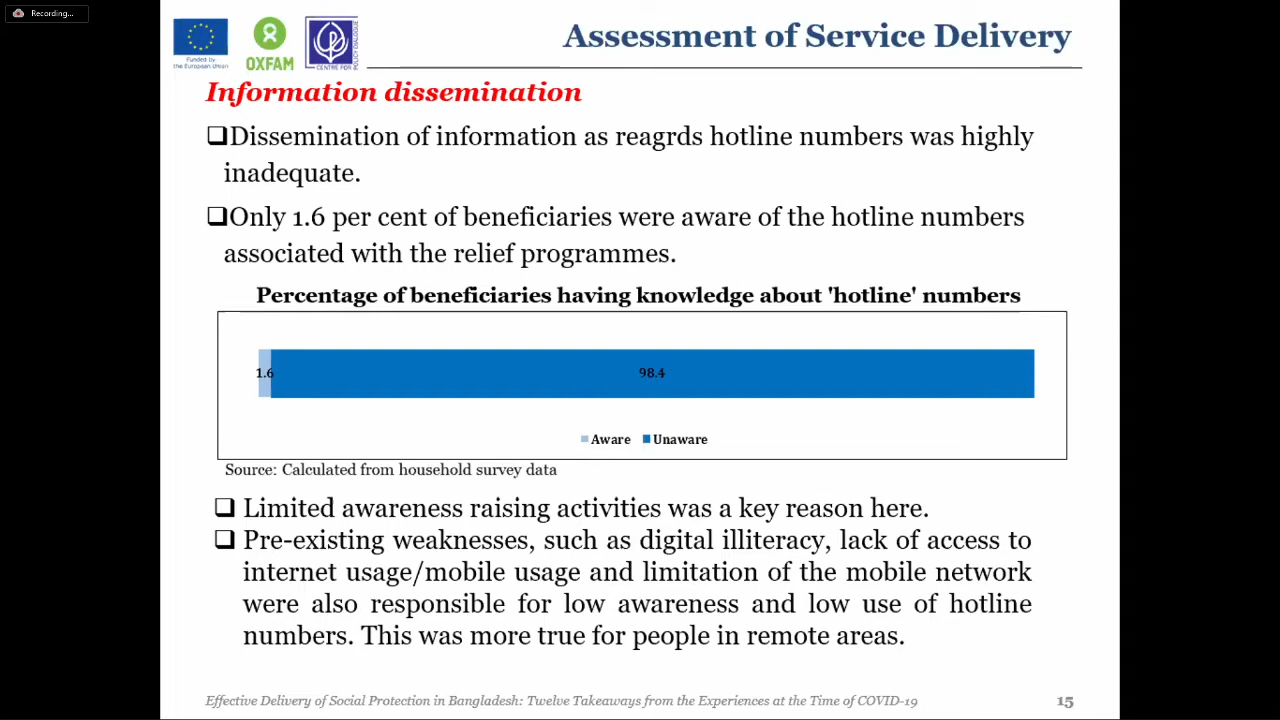 Recording...
Funded by
the European Union
OXFAM
CENTRE FOR
POLICY DIALOGUE
Assessment of Service Delivery
Information dissemination
❑Dissemination of information as reagrds hotline numbers was highly
inadequate.
❑Only 1.6 per cent of beneficiaries were aware of the hotline numbers
associated with the relief programmes.
Percentage of beneficiaries having knowledge about 'hotline' numbers
1.6 98.4
Aware Unaware
Source: Calculated from household survey data
❑ Limited awareness raising activities was a key reason here.
❑ Pre-existing weaknesses, such as digital illiteracy, lack of access to
internet usage/mobile usage and limitation of the mobile network
were also responsible for low awareness and low use of hotline
numbers. This was more true for people in remote areas.
Effective Delivery of Social Protection in Bangladesh: Twelve Takeaways from the Experiences at the Time of COVID-19 15